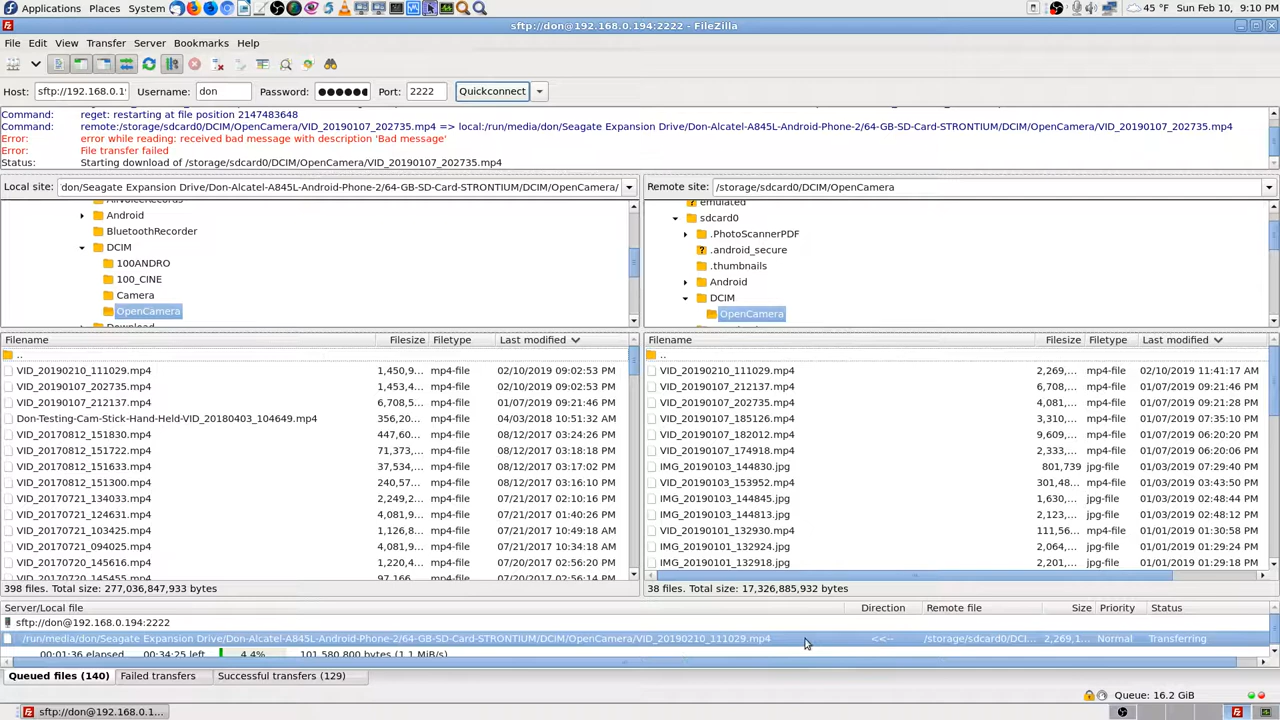 Applications Places System 45 °F Sun Feb 10, 9:10 PM
sftp://don@192.168.0.194:2222 - FileZilla
File Edit View Transfer Server Bookmarks Help
Host: sftp://192.168.0.1 Username: don Password: ●●●●●● Port: 2222 Quickconnect
Command: reget: restarting at file position 2147483648
Command: remote:/storage/sdcard0/DCIM/OpenCamera/VID_20190107_202735.mp4 => local:/run/media/don/Seagate Expansion Drive/Don-Alcatel-A845L-Android-Phone-2/64-GB-SD-Card-STRONTIUM/DCIM/OpenCamera/VID_20190107_202735.mp4
Error: error while reading: received bad message with description 'Bad message'
Error: File transfer failed
Status: Starting download of /storage/sdcard0/DCIM/OpenCamera/VID_20190107_202735.mp4
Local site: don/Seagate Expansion Drive/Don-Alcatel-A845L-Android-Phone-2/64-GB-SD-Card-STRONTIUM/DCIM/OpenCamera/
Android
BluetoothRecorder
DCIM
100ANDRO
100_CINE
Camera
OpenCamera
Download
Remote site: /storage/sdcard0/DCIM/OpenCamera
emulated
sdcard0
.PhotoScannerPDF
.android_secure
.thumbnails
Android
DCIM
OpenCamera
Filename Filesize Filetype Last modified
..
VID_20190210_111029.mp4 1,450,9... mp4-file 02/10/2019 09:02:53 PM
VID_20190107_202735.mp4 1,453,4... mp4-file 02/10/2019 09:02:53 PM
VID_20190107_212137.mp4 6,708,5... mp4-file 01/07/2019 09:21:46 PM
Don-Testing-Cam-Stick-Hand-Held-VID_20180403_104649.mp4 356,20... mp4-file 04/03/2018 10:51:32 AM
VID_20170812_151830.mp4 447,60... mp4-file 08/12/2017 03:24:26 PM
VID_20170812_151722.mp4 71,373,... mp4-file 08/12/2017 03:18:18 PM
VID_20170812_151633.mp4 37,534,... mp4-file 08/12/2017 03:17:02 PM
VID_20170812_151300.mp4 240,57... mp4-file 08/12/2017 03:16:10 PM
VID_20170721_134033.mp4 2,249,2... mp4-file 07/21/2017 02:10:16 PM
VID_20170721_124631.mp4 4,081,9... mp4-file 07/21/2017 01:40:26 PM
VID_20170721_103425.mp4 1,126,8... mp4-file 07/21/2017 10:49:18 AM
VID_20170721_094025.mp4 4,081,9... mp4-file 07/21/2017 10:34:18 AM
VID_20170720_145616.mp4 1,220,4... mp4-file 07/20/2017 02:56:20 PM
VID_20170720_145455.mp4 97,166 mp4-file 07/20/2017 02:56:14 PM
398 files. Total size: 277,036,847,933 bytes
Filename Filesize Filetype Last modified
..
VID_20190210_111029.mp4 2,269,... mp4-file 02/10/2019 11:41:17 AM
VID_20190107_212137.mp4 6,708,... mp4-file 01/07/2019 09:21:46 PM
VID_20190107_202735.mp4 4,081,... mp4-file 01/07/2019 09:21:28 PM
VID_20190107_185126.mp4 3,310,... mp4-file 01/07/2019 07:35:10 PM
VID_20190107_182012.mp4 9,609,... mp4-file 01/07/2019 06:20:20 PM
VID_20190107_174918.mp4 2,333,... mp4-file 01/07/2019 06:20:02 PM
IMG_20190103_144830.jpg 801,739 jpg-file 01/03/2019 07:29:40 PM
VID_20190103_153952.mp4 301,48... mp4-file 01/03/2019 03:43:50 PM
IMG_20190103_144845.jpg 1,630,... jpg-file 01/03/2019 02:48:44 PM
IMG_20190103_144813.jpg 2,123,... jpg-file 01/03/2019 02:48:12 PM
VID_20190101_132930.mp4 111,56... mp4-file 01/01/2019 01:30:58 PM
IMG_20190101_132924.jpg 2,064,... jpg-file 01/01/2019 01:29:24 PM
IMG_20190101_132918.jpg 2,201,... jpg-file 01/01/2019 01:29:18 PM
38 files. Total size: 17,326,885,932 bytes
Server/Local file Direction Remote file Size Priority Status
sftp://don@192.168.0.194:2222
/run/media/don/Seagate Expansion Drive/Don-Alcatel-A845L-Android-Phone-2/64-GB-SD-Card-STRONTIUM/DCIM/OpenCamera/VID_20190210_111029.mp4 <<-- /storage/sdcard0/DCI... 2,269,1... Normal Transferring
00:01:36 elapsed 00:34:25 left 4.4% 101,580,800 bytes (1.1 MiB/s)
Queued files (140) Failed transfers Successful transfers (129)
Queue: 16.2 GiB
sftp://don@192.168.0.1...